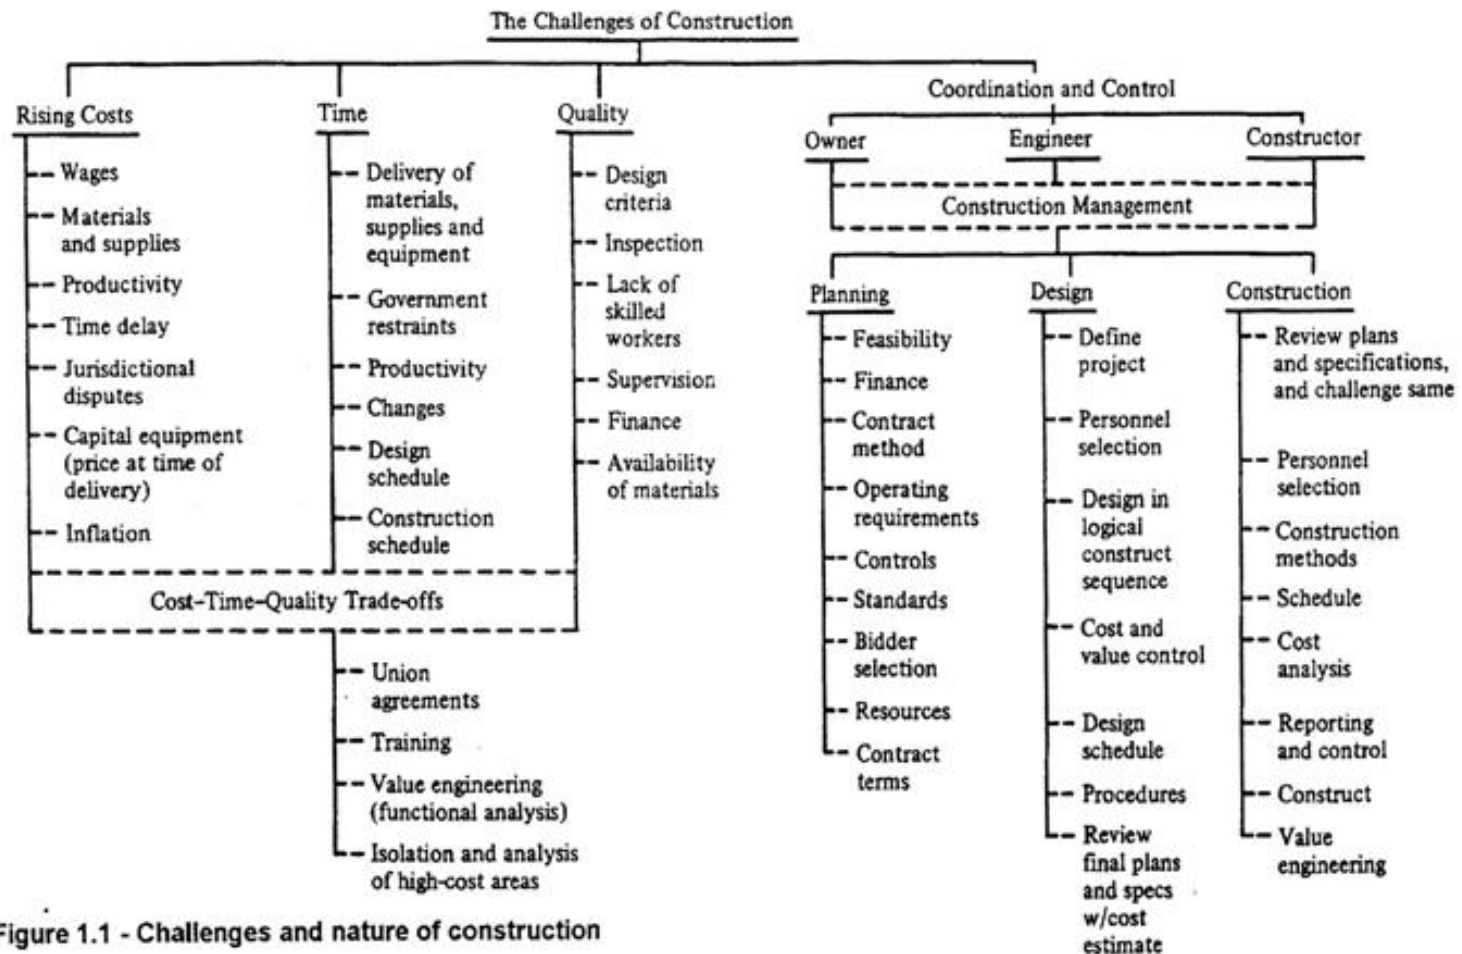 The Challenges of Construction
Rising Costs
Wages
Materials
and supplies
Productivity
Time delay
Jurisdictional
disputes
Capital equipment
(price at time of
delivery)
Inflation
Time
Delivery of
materials,
supplies and
equipment
Government
restraints
Productivity
Changes
Design
schedule
Construction
schedule
Quality
Design
criteria
Inspection
Lack of
skilled
workers
Supervision
Finance
Availability
of materials
Cost-Time-Quality Trade-offs
Union
agreements
Training
Value engineering
(functional analysis)
Isolation and analysis
of high-cost areas
Coordination and Control
Owner
Engineer
Constructor
Construction Management
Planning
Feasibility
Finance
Contract
method
Operating
requirements
Controls
Standards
Bidder
selection
Resources
Contract
terms
Design
Define
project
Personnel
selection
Design in
logical
construct
sequence
Cost and
value control
Design
schedule
Procedures
Review
final plans
and specs
w/cost
estimate
Construction
Review plans
and specifications,
and challenge same
Personnel
selection
Construction
methods
Schedule
Cost
analysis
Reporting
and control
Construct
Value
engineering
Figure 1.1 - Challenges and nature of construction